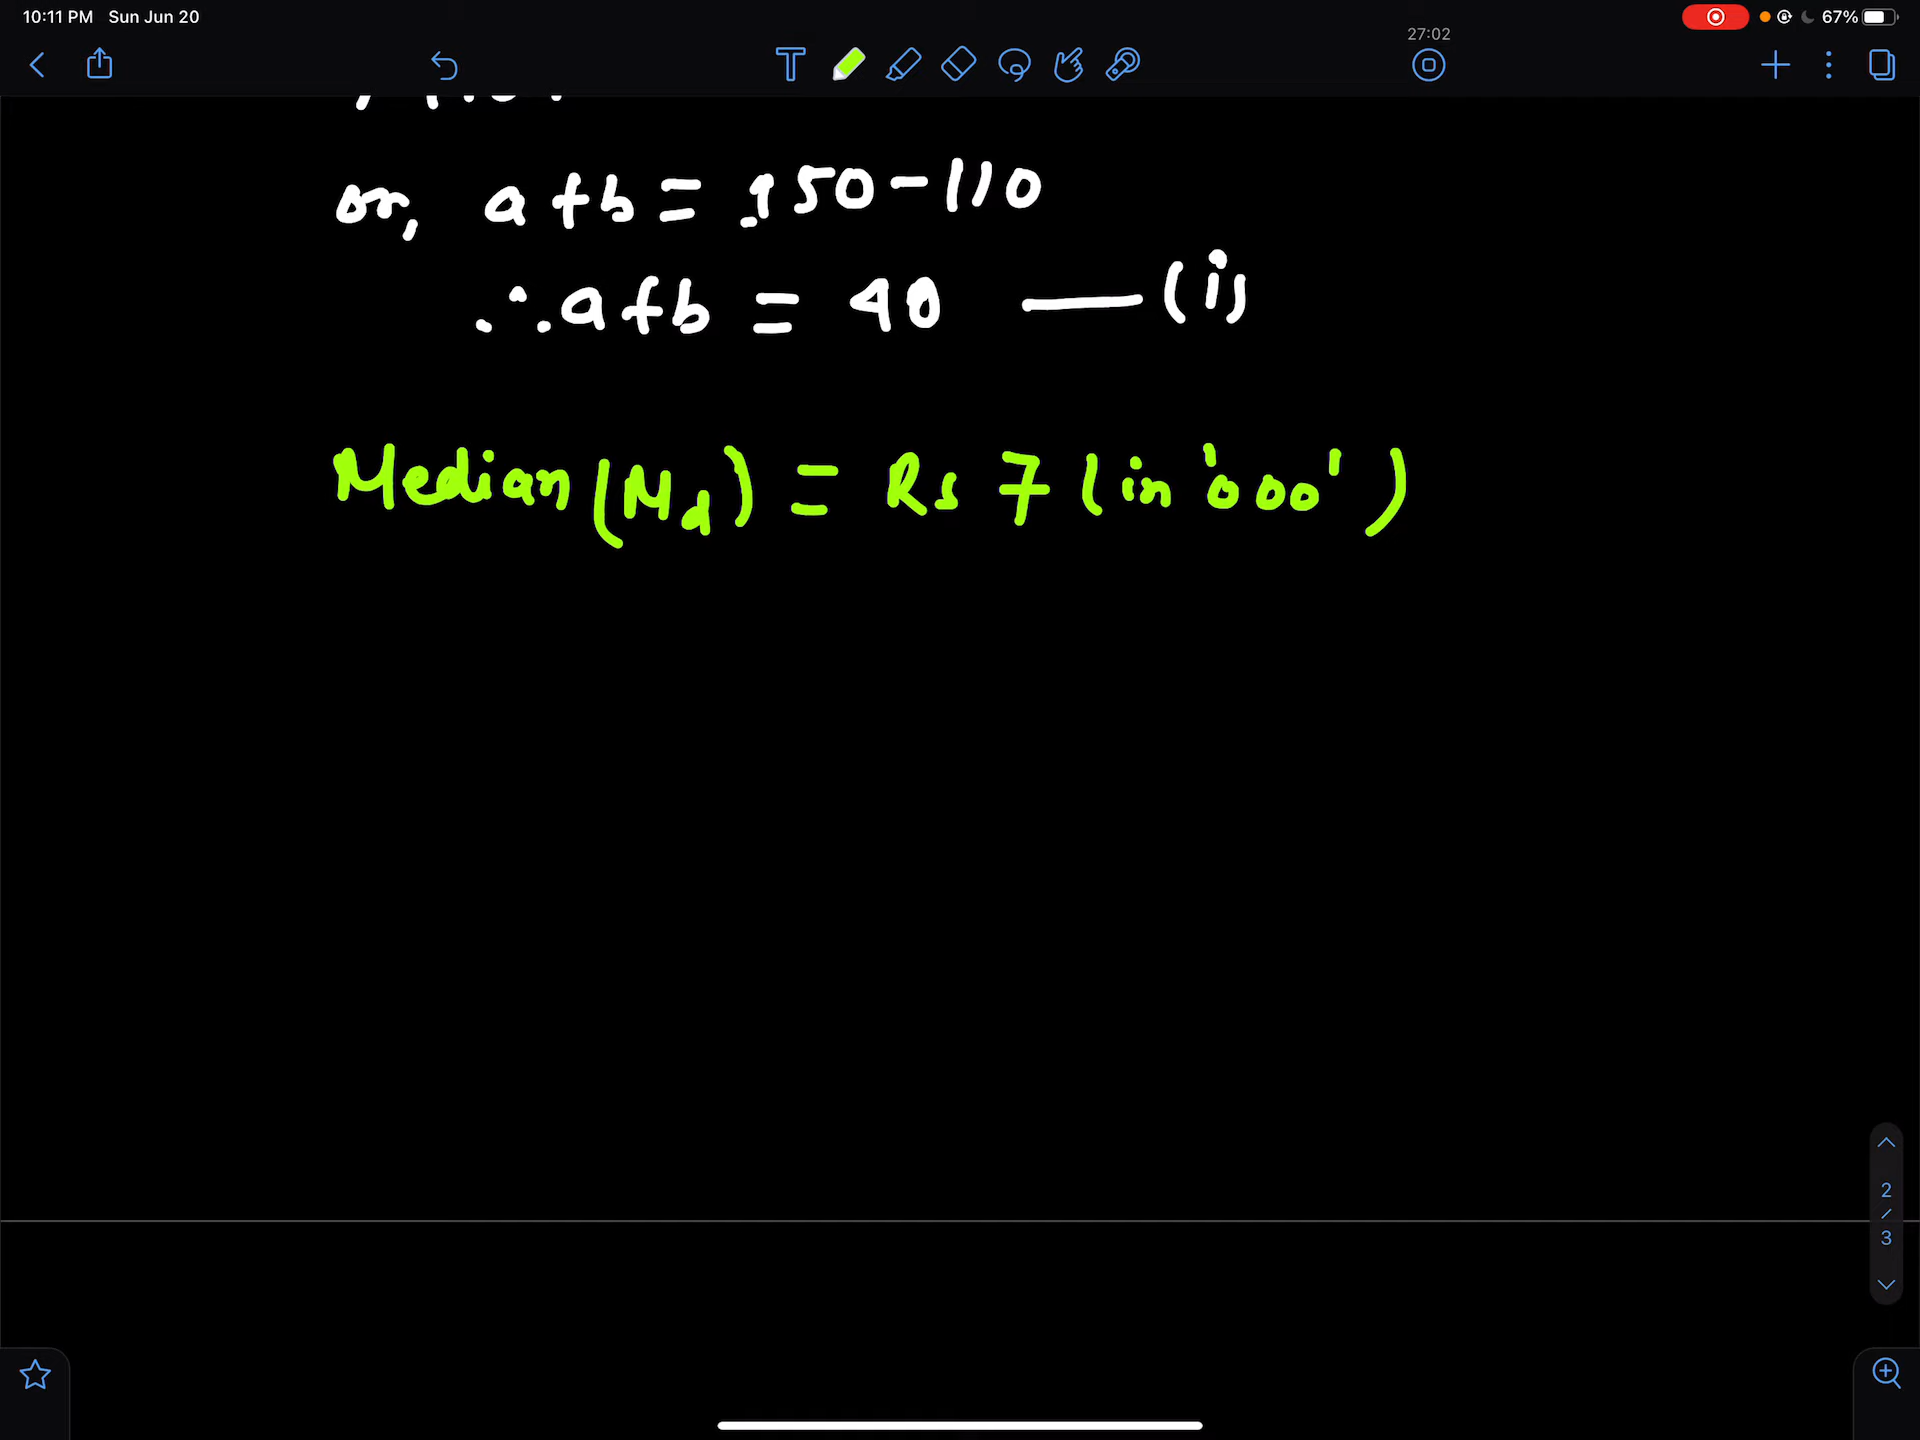 10:11 PM Sun Jun 20
67%
27:02
or, a+b = 150-110
∴ a+b = 40 — (i)
Median (Md) = Rs 7 (in '000')
2
/
3